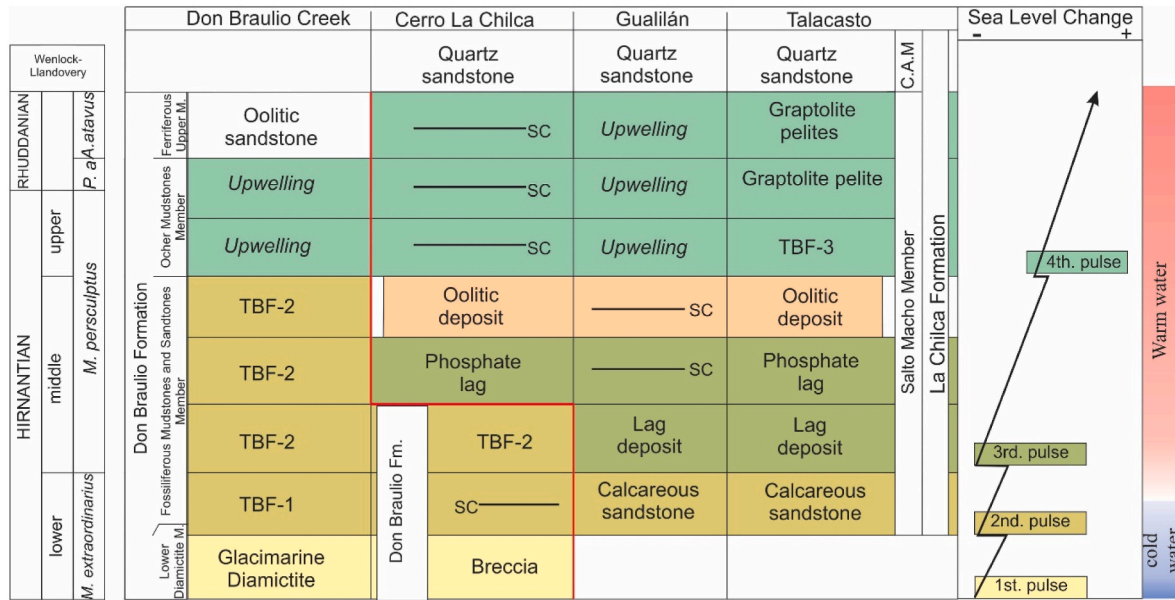 Don Braulio Creek
Cerro La Chilca
Gualilán
Talacasto
Sea Level Change
- +
Wenlock-
Llandovery
Quartz
sandstone
Quartz
sandstone
Quartz
sandstone
C.A.M
RHUDDANIAN
P. a
A.atavus
Ferriferous
Upper M.
Oolitic
sandstone
SC
Upwelling
Graptolite
pelites
HIRNANTIAN
upper
middle
lower
M. persculptus
M. extraordinarius
Don Braulio Formation
Ocher Mudstones
Member
Upwelling
SC
Upwelling
Graptolite pelite
Upwelling
SC
Upwelling
TBF-3
Fossiliferous Mudstones and Sandtones
Member
TBF-2
Oolitic
deposit
SC
Oolitic
deposit
TBF-2
Phosphate
lag
SC
Phosphate
lag
TBF-2
Don Braulio Fm.
TBF-2
Lag
deposit
Lag
deposit
TBF-1
SC
Calcareous
sandstone
Calcareous
sandstone
Lower
Diamictite M.
Glacimarine
Diamictite
Breccia
Salto Macho Member
La Chilca Formation
4th. pulse
3rd. pulse
2nd. pulse
1st. pulse
Warm water
cold
water